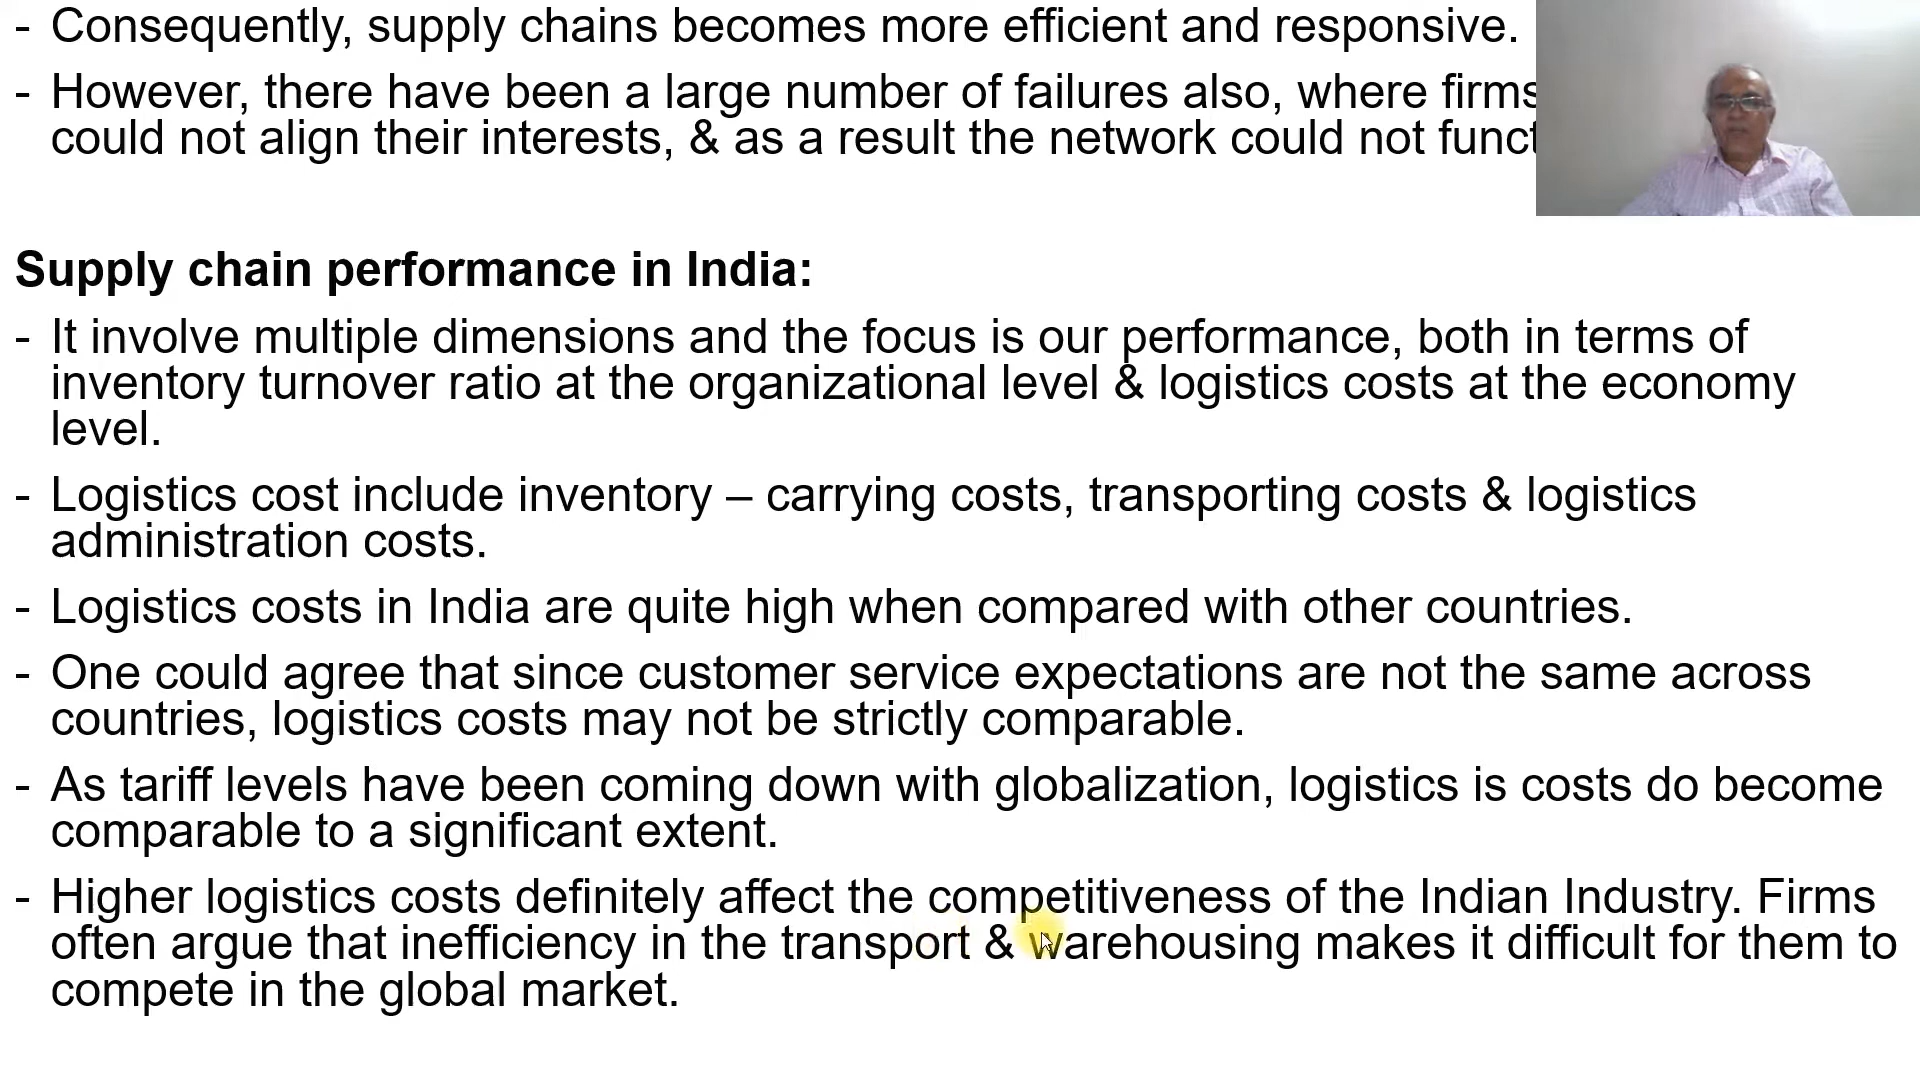 - Consequently, supply chains becomes more efficient and responsive.
- However, there have been a large number of failures also, where firms
could not align their interests, & as a result the network could not
Supply chain performance in India:
- It involve multiple dimensions and the focus is our performance, both in terms of
inventory turnover ratio at the organizational level & logistics costs at the economy
level.
- Logistics cost include inventory – carrying costs, transporting costs & logistics
administration costs.
- Logistics costs in India are quite high when compared with other countries.
- One could agree that since customer service expectations are not the same across
countries, logistics costs may not be strictly comparable.
- As tariff levels have been coming down with globalization, logistics is costs do become
comparable to a significant extent.
- Higher logistics costs definitely affect the competitiveness of the Indian Industry. Firms
often argue that inefficiency in the transport & warehousing makes it difficult for them to
compete in the global market.